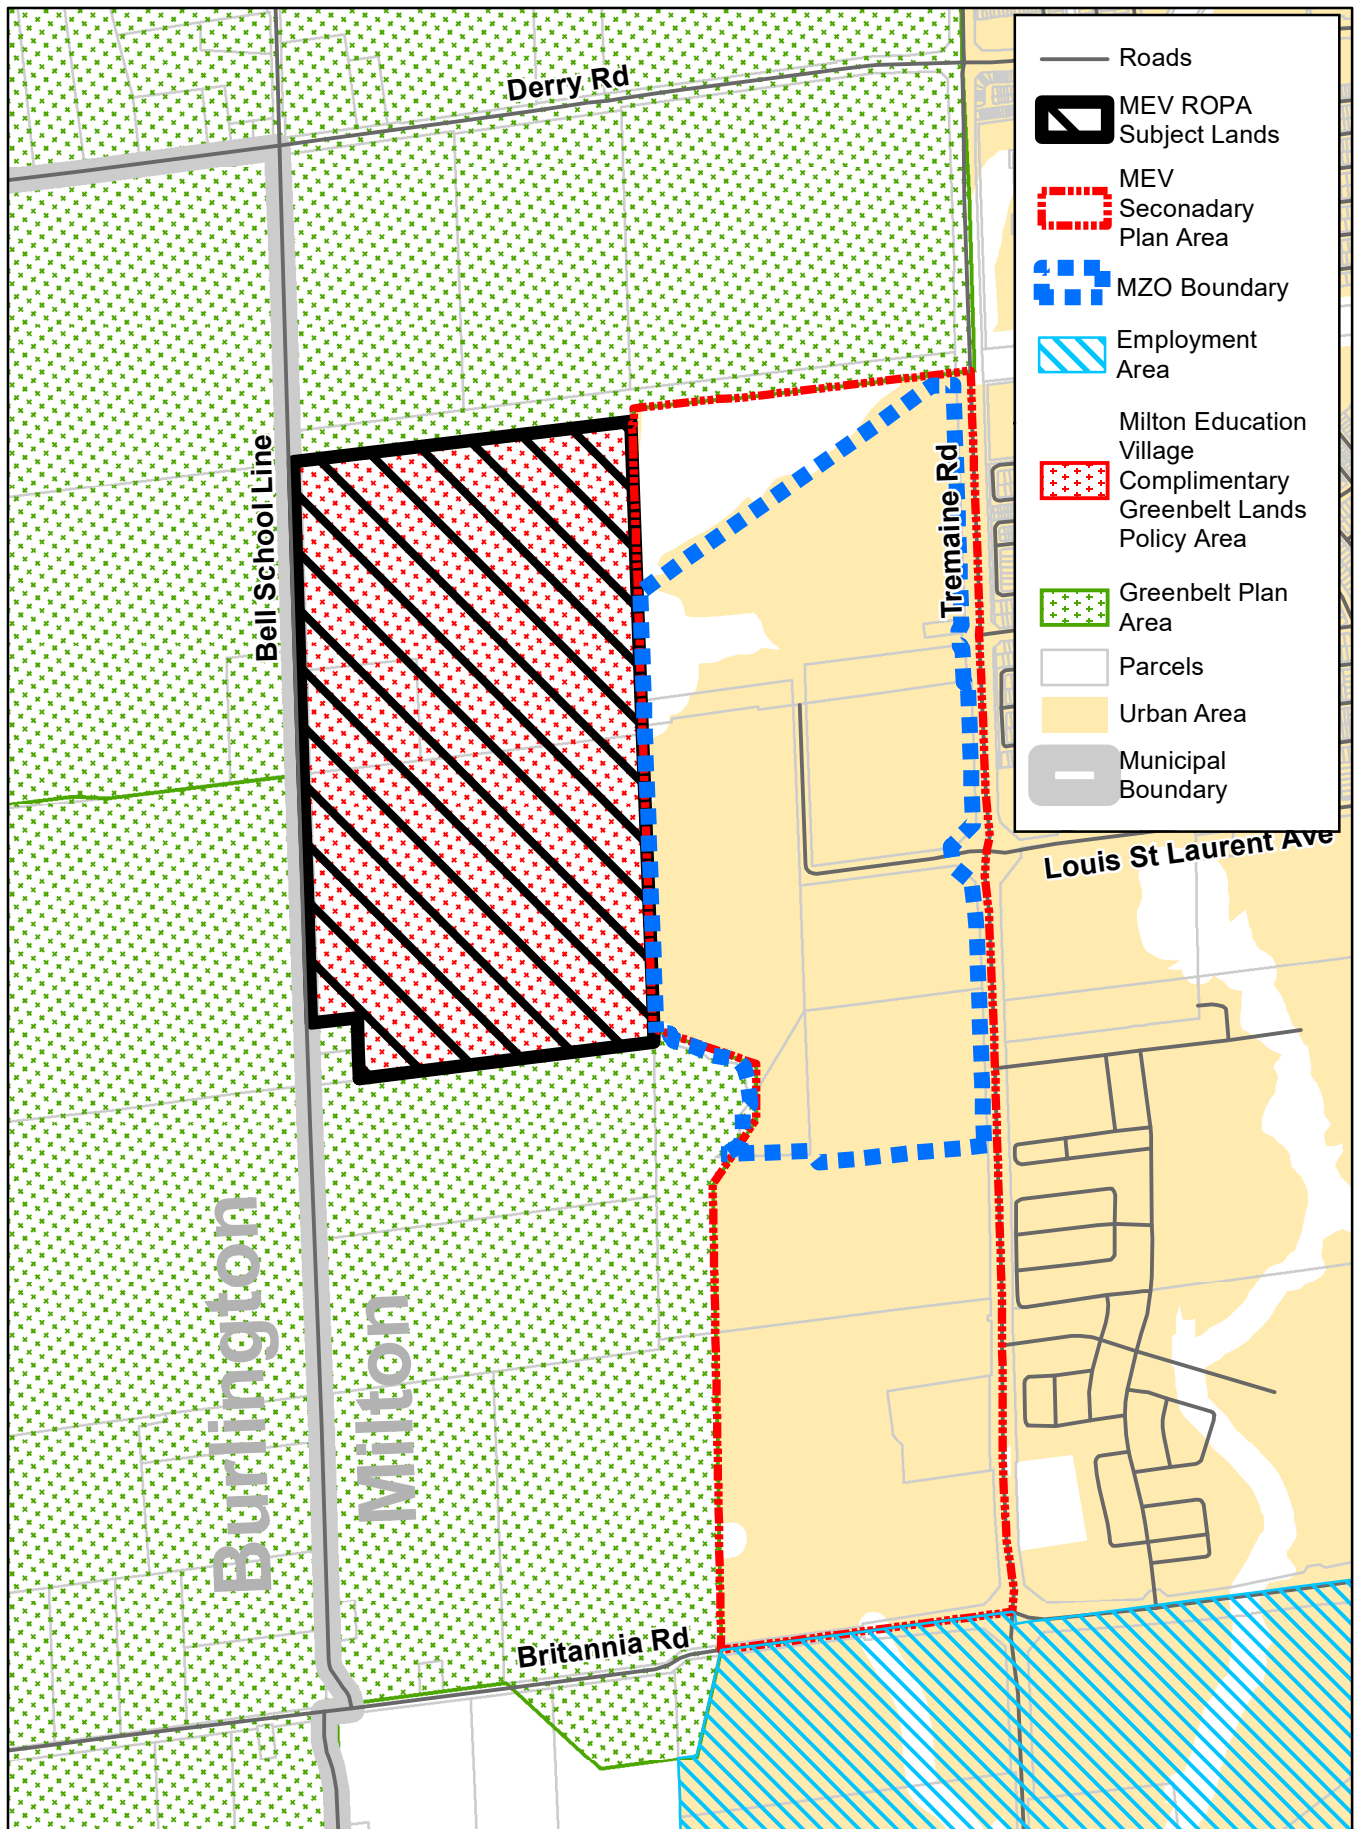 Derry Rd
Roads
MEV ROPA
Subject Lands
MEV
Seconadary
Plan Area
MZO Boundary
Employment
Area
Milton Education
Village
Complimentary
Greenbelt Lands
Policy Area
Greenbelt Plan
Area
Parcels
Urban Area
Municipal
Boundary
Bell School Line
Tremaine Rd
Louis St Laurent Ave
Burlington
Milton
Britannia Rd